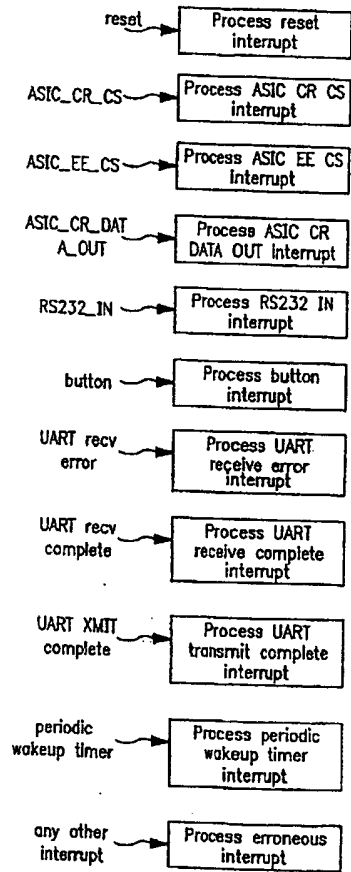 reset
Process reset
interrupt
ASIC_CR_CS
Process ASIC CR CS
interrupt
ASIC_EE_CS
Process ASIC EE CS
interrupt
ASIC_CR_DAT
A_OUT
Process ASIC CR
DATA OUT interrupt
RS232_IN
Process RS232 IN
interrupt
button
Process button
interrupt
UART recv
error
Process UART
receive error
interrupt
UART recv
complete
Process UART
receive complete
interrupt
UART XMIT
complete
Process UART
transmit complete
interrupt
periodic
wakeup timer
Process periodic
wakeup timer
interrupt
any other
interrupt
Process erroneous
interrupt